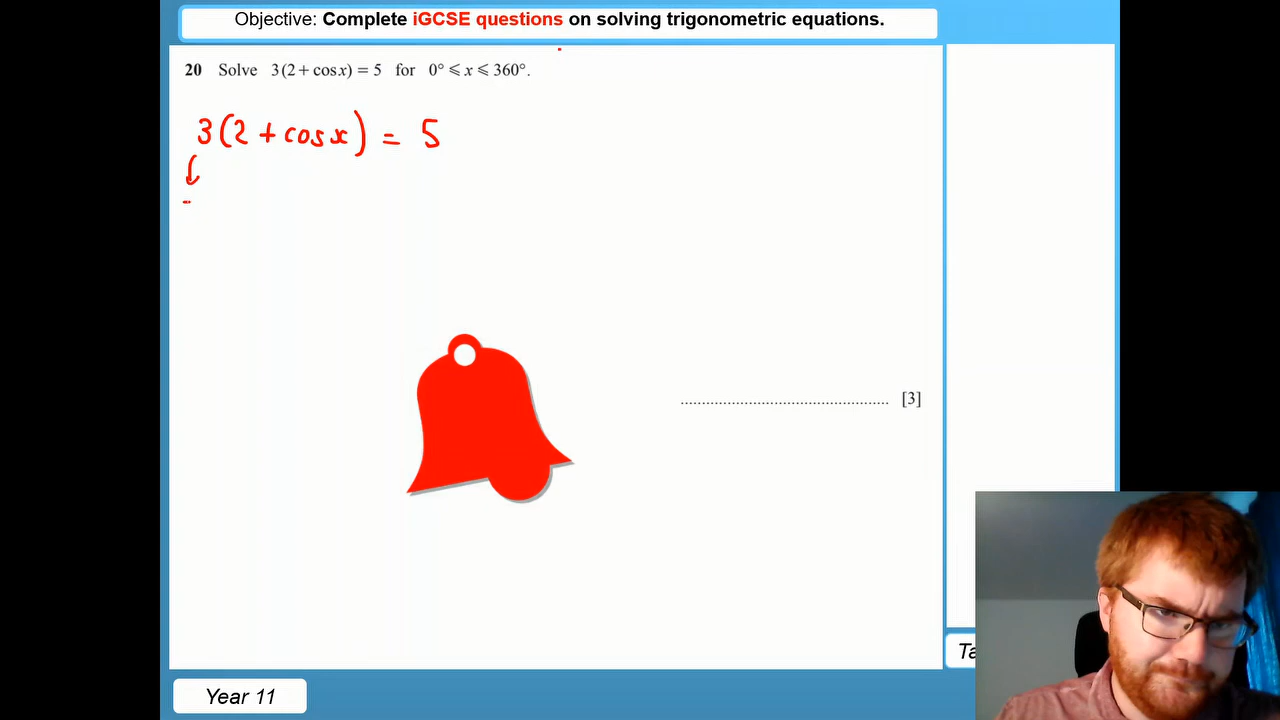 Objective: Complete iGCSE questions on solving trigonometric equations.
20 Solve 3(2 + cos x) = 5 for 0° ⩽ x ⩽ 360°.
3(2 + cos x) = 5
................................................ [3]
Ta
Year 11